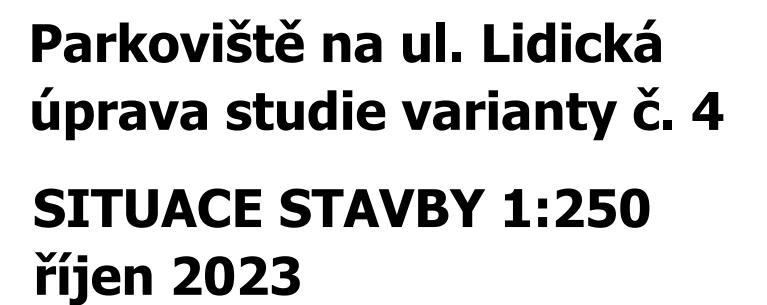 Parkoviště na ul. Lidická
úprava studie varianty č. 4
SITUACE STAVBY 1:250
říjen 2023